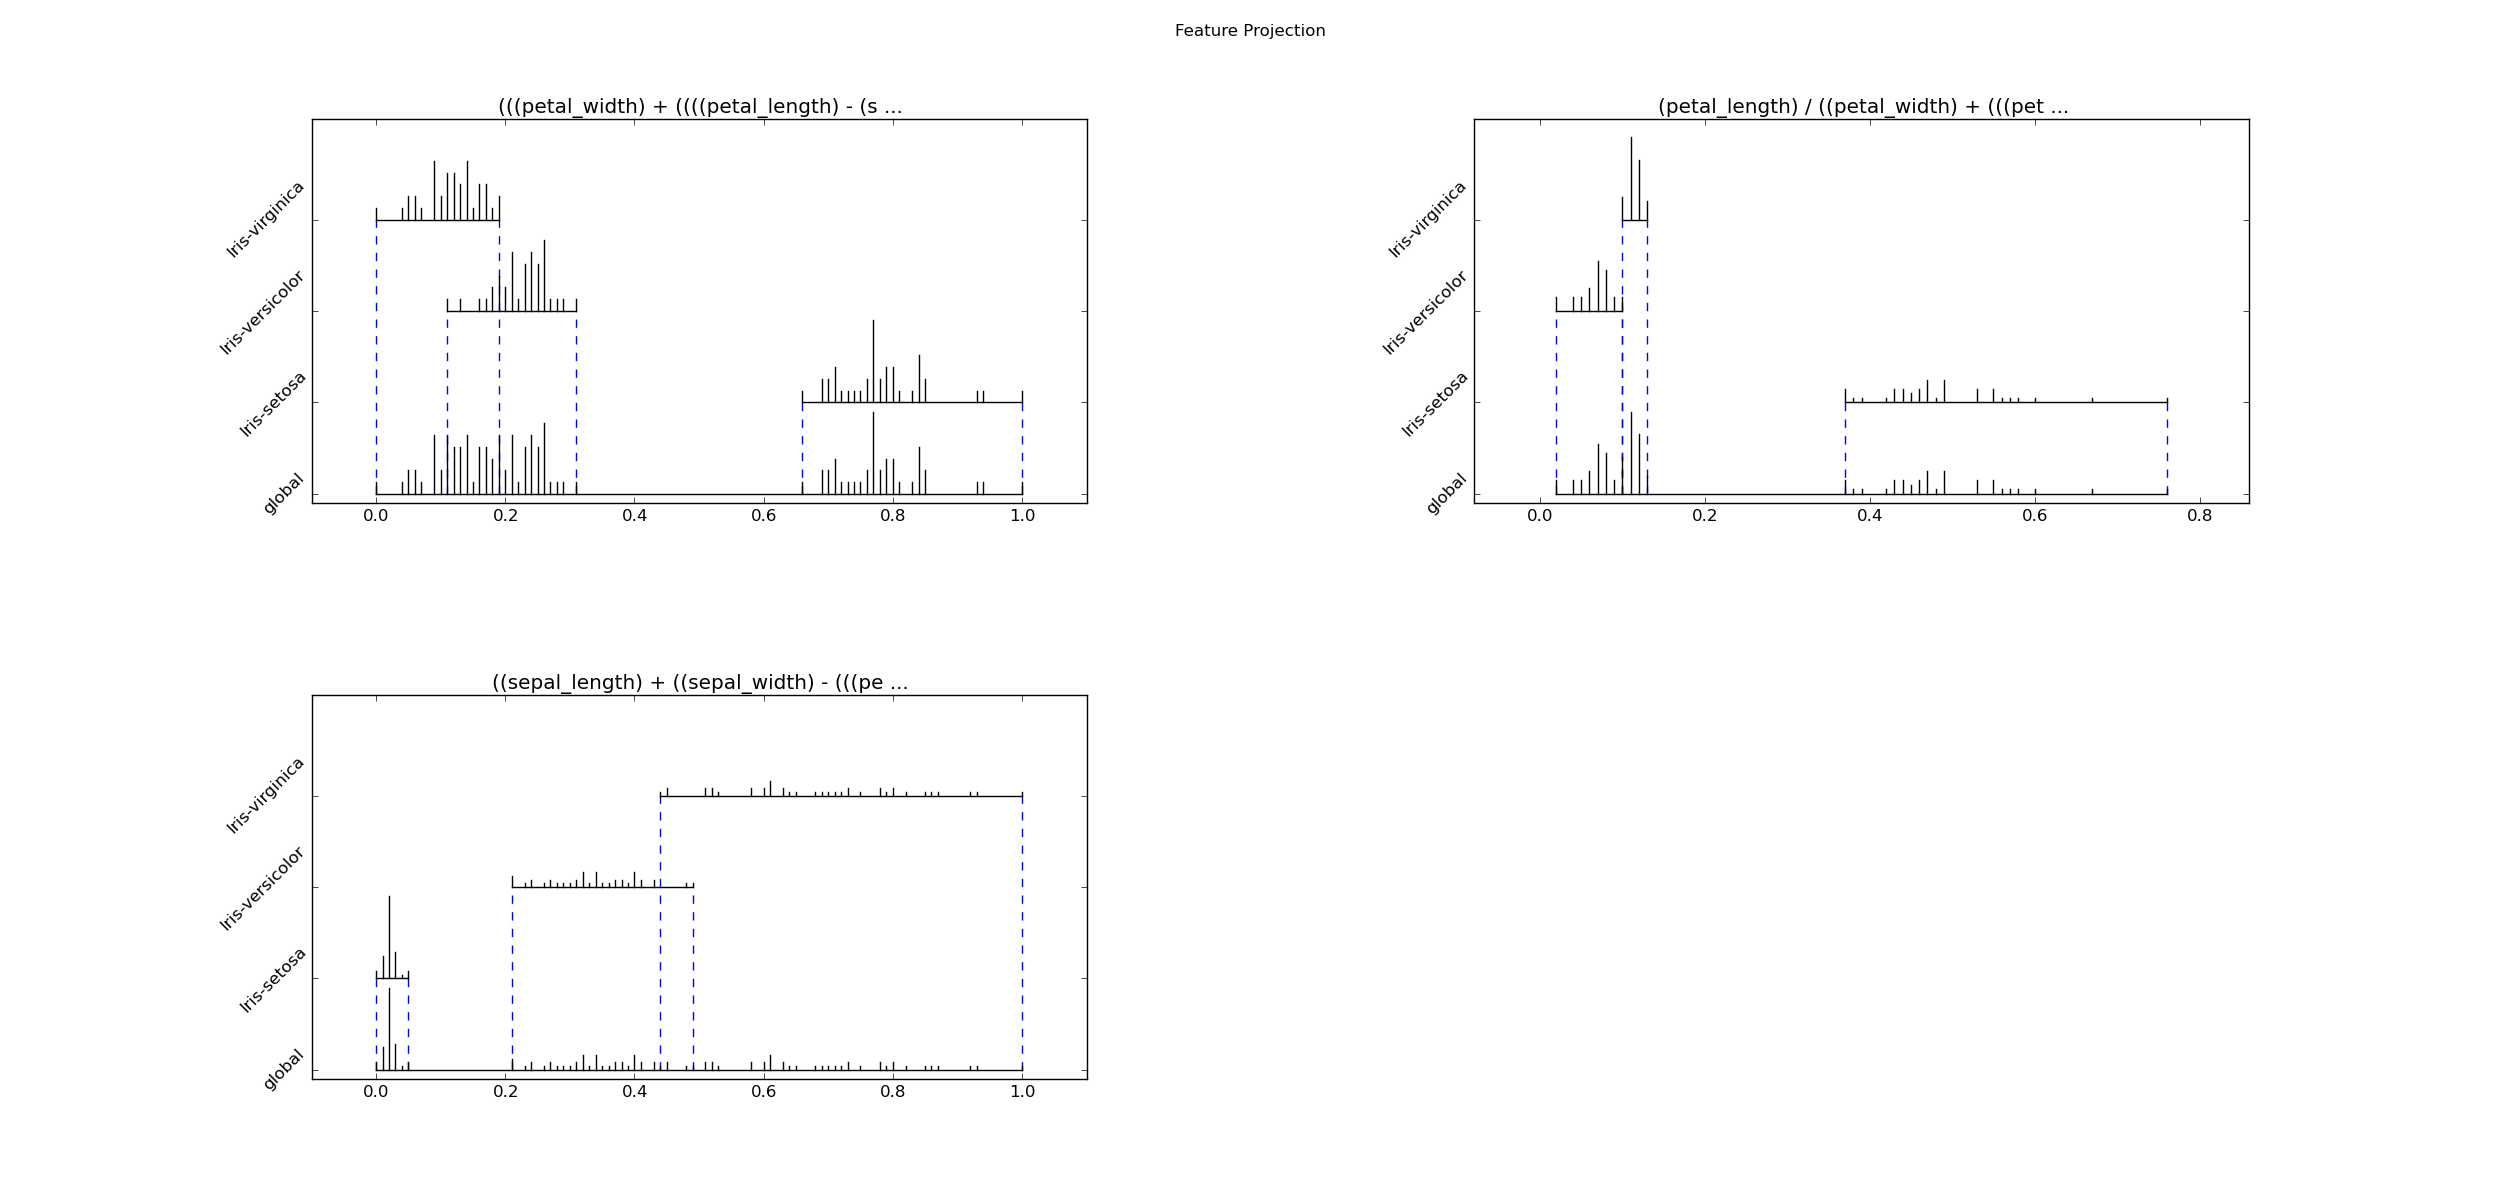 Feature Projection
(((petal_width) + ((((petal_length) - (s ...
Iris-virginica
Iris-versicolor
Iris-setosa
global
0.0 0.2 0.4 0.6 0.8 1.0
(petal_length) / ((petal_width) + (((pet ...
Iris-virginica
Iris-versicolor
Iris-setosa
global
0.0 0.2 0.4 0.6 0.8
((sepal_length) + ((sepal_width) - (((pe ...
Iris-virginica
Iris-versicolor
Iris-setosa
global
0.0 0.2 0.4 0.6 0.8 1.0